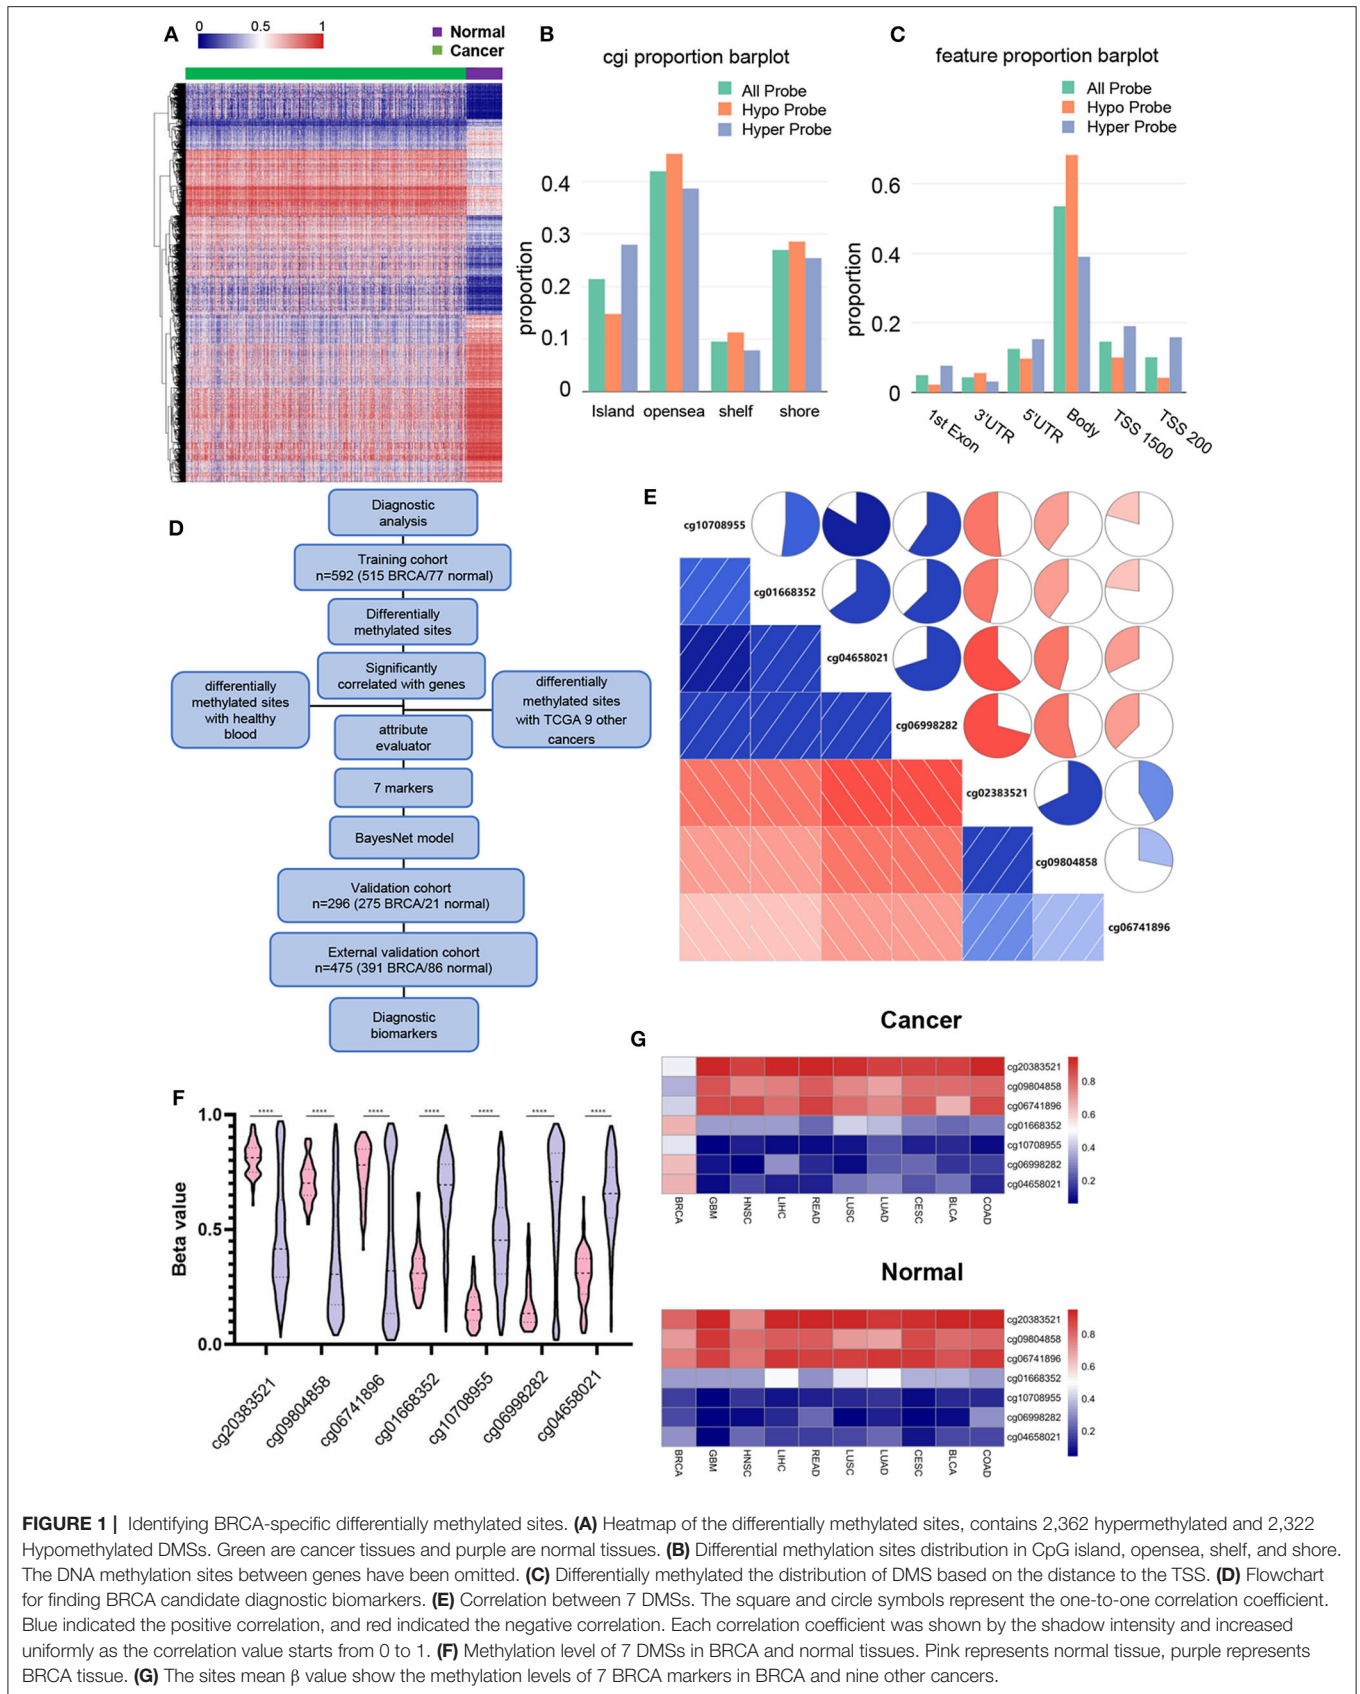 A
0
0.5
1
Normal
Cancer
B
cgi proportion barplot
All Probe
Hypo Probe
Hyper Probe
proportion
0.4
0.3
0.2
0.1
0
Island
opensea
shelf
shore
C
feature proportion barplot
All Probe
Hypo Probe
Hyper Probe
proportion
0.6
0.4
0.2
0
1st Exon
3'UTR
5'UTR
Body
TSS 1500
TSS 200
D
Diagnostic
analysis
Training cohort
n=592 (515 BRCA/77 normal)
Differentially
methylated sites
Significantly
correlated with genes
differentially
methylated sites
with healthy
blood
differentially
methylated sites
with TCGA 9 other
cancers
attribute
evaluator
7 markers
BayesNet model
Validation cohort
n=296 (275 BRCA/21 normal)
External validation cohort
n=475 (391 BRCA/86 normal)
Diagnostic
biomarkers
E
cg10708955
cg01668352
cg04658021
cg06998282
cg02383521
cg09804858
cg06741896
F
Beta value
1.0
0.5
0.0
****
****
****
****
****
****
****
cg20383521
cg09804858
cg06741896
cg01668352
cg10708955
cg06998282
cg04658021
G
Cancer
cg20383521
cg09804858
cg06741896
cg01668352
cg10708955
cg06998282
cg04658021
0.8
0.6
0.4
0.2
BRCA
GBM
HNSC
LIHC
READ
LUSC
LUAD
CESC
BLCA
COAD
Normal
cg20383521
cg09804858
cg06741896
cg01668352
cg10708955
cg06998282
cg04658021
0.8
0.6
0.4
0.2
BRCA
GBM
HNSC
LIHC
READ
LUSC
LUAD
CESC
BLCA
COAD
FIGURE 1 | Identifying BRCA-specific differentially methylated sites. (A) Heatmap of the differentially methylated sites, contains 2,362 hypermethylated and 2,322
Hypomethylated DMSs. Green are cancer tissues and purple are normal tissues. (B) Differential methylation sites distribution in CpG island, opensea, shelf, and shore.
The DNA methylation sites between genes have been omitted. (C) Differentially methylated the distribution of DMS based on the distance to the TSS. (D) Flowchart
for finding BRCA candidate diagnostic biomarkers. (E) Correlation between 7 DMSs. The square and circle symbols represent the one-to-one correlation coefficient.
Blue indicated the positive correlation, and red indicated the negative correlation. Each correlation coefficient was shown by the shadow intensity and increased
uniformly as the correlation value starts from 0 to 1. (F) Methylation level of 7 DMSs in BRCA and normal tissues. Pink represents normal tissue, purple represents
BRCA tissue. (G) The sites mean β value show the methylation levels of 7 BRCA markers in BRCA and nine other cancers.